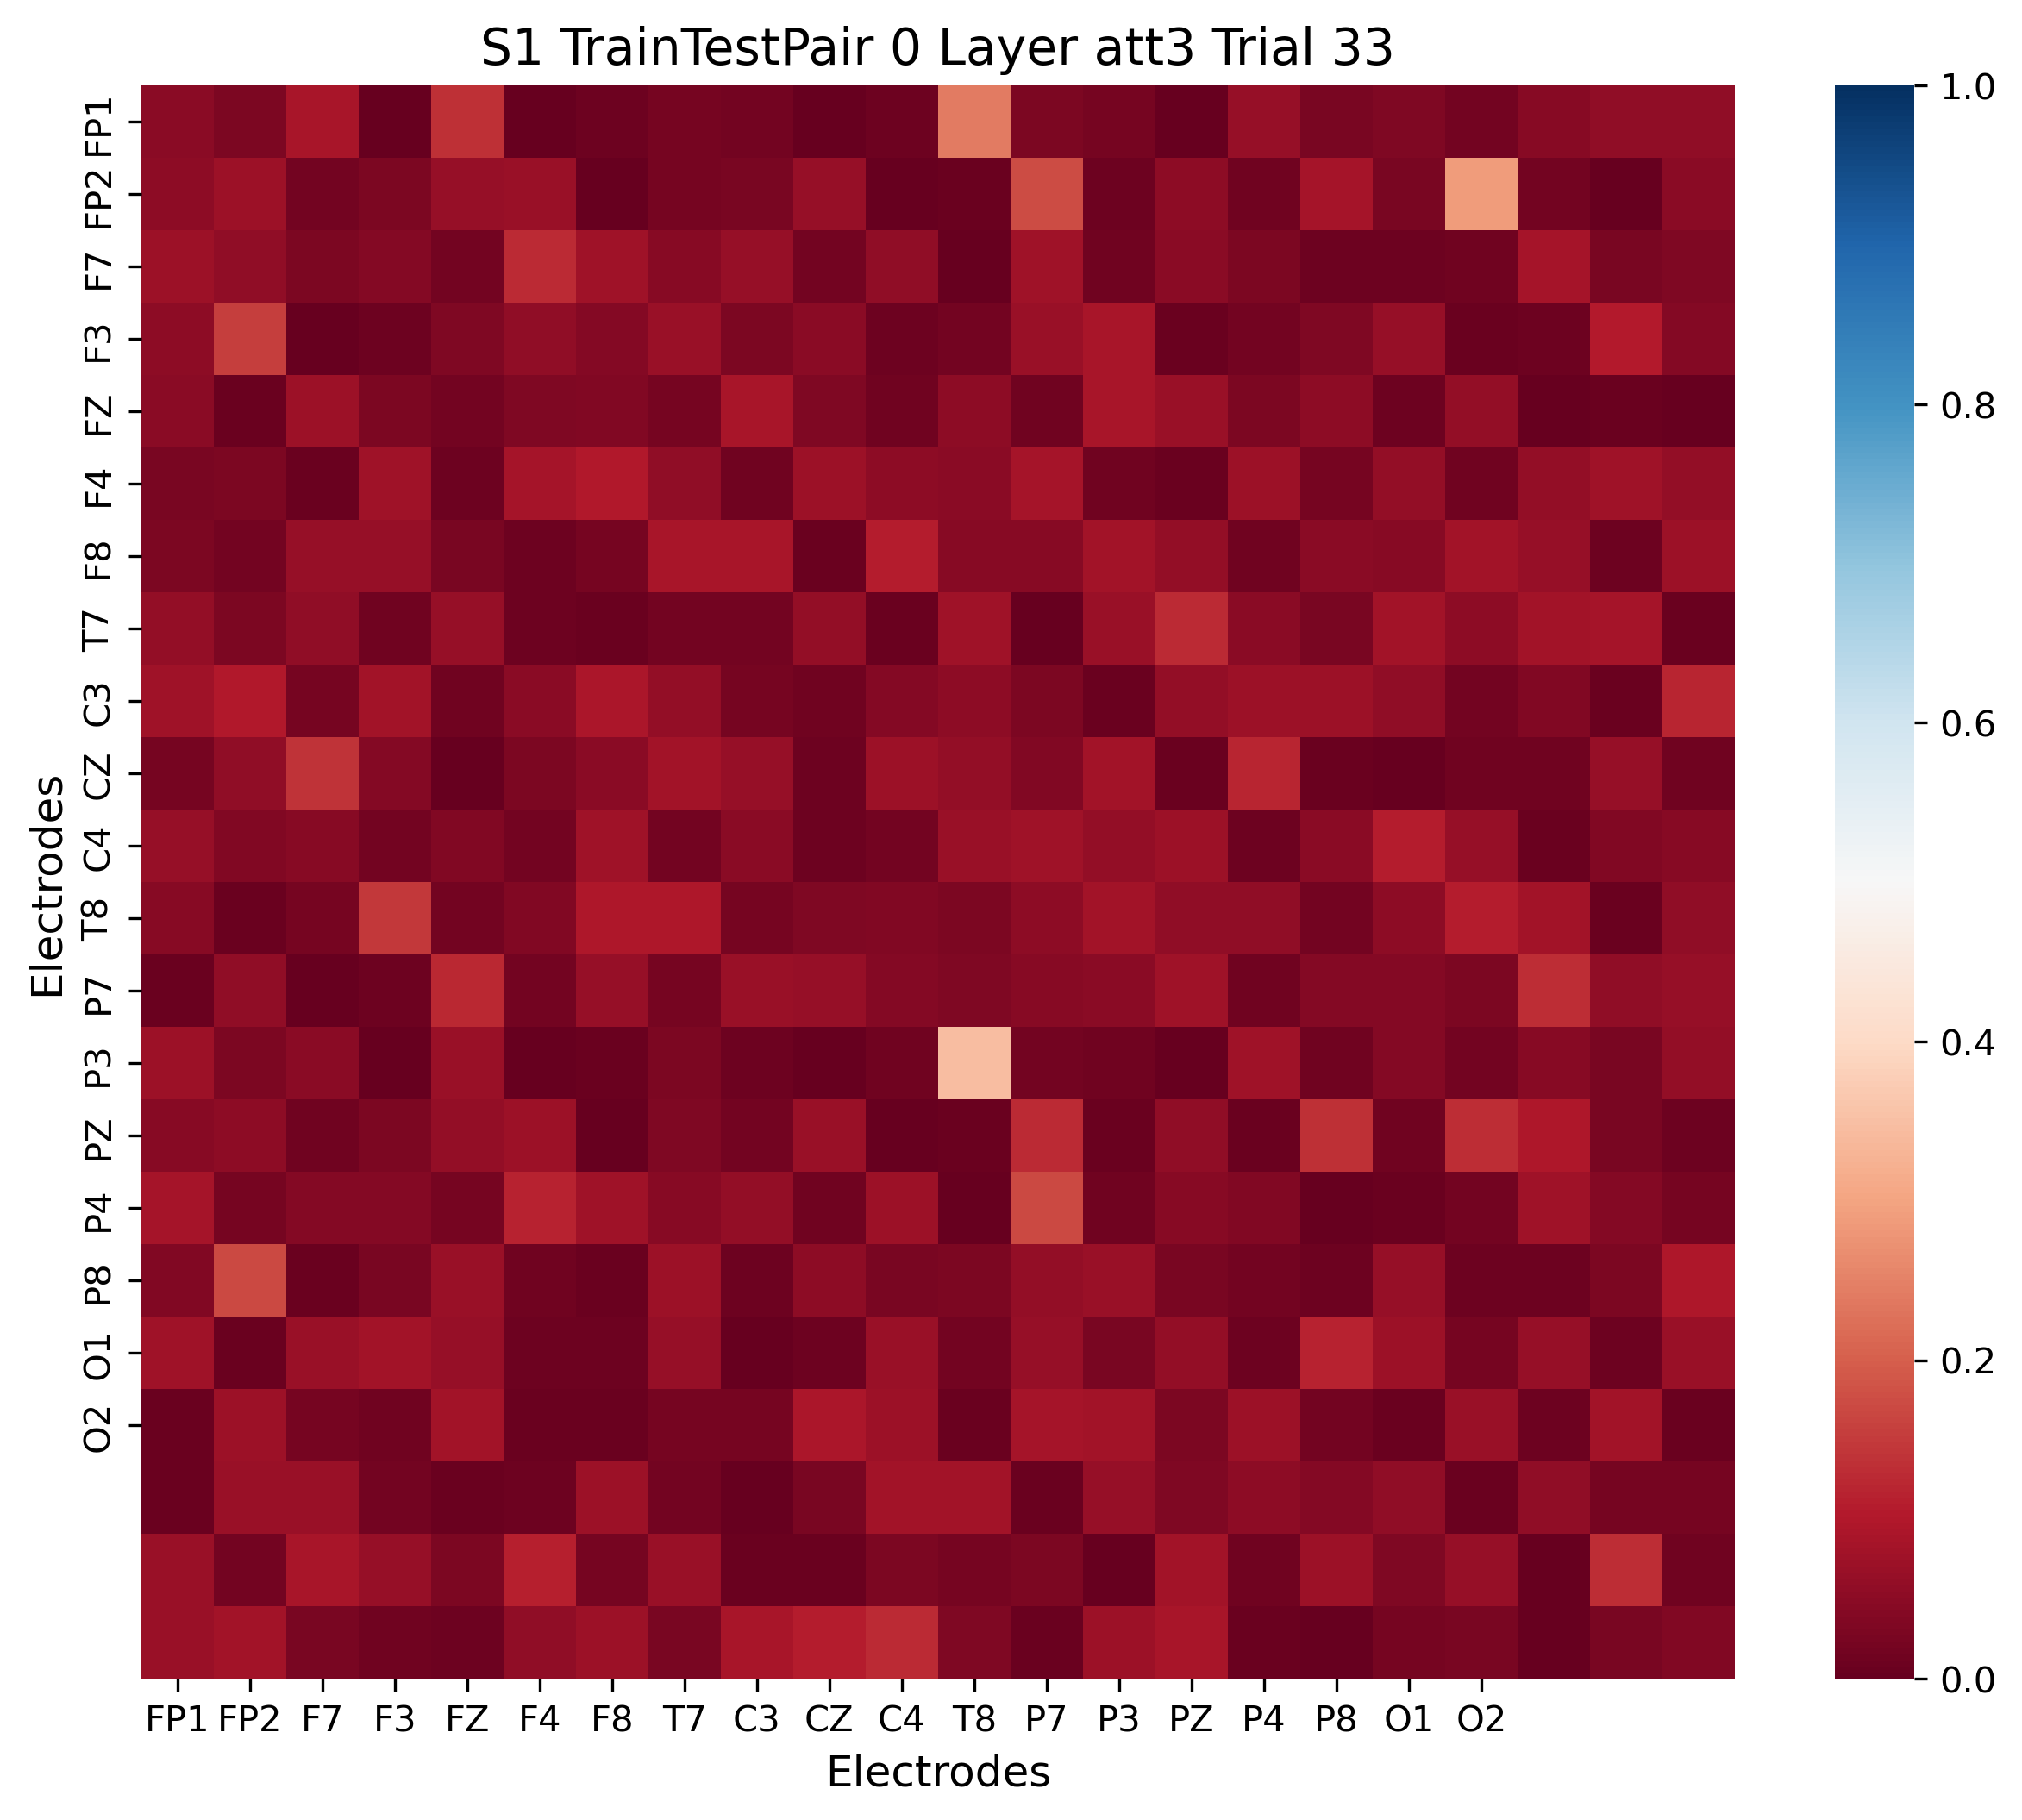 S1 TrainTestPair 0 Layer att3 Trial 33
Electrodes
FP1
FP2
F7
F3
FZ
F4
F8
T7
C3
CZ
C4
T8
P7
P3
PZ
P4
P8
O1
O2
FP1 FP2 F7 F3 FZ F4 F8 T7 C3 CZ C4 T8 P7 P3 PZ P4 P8 O1 O2
Electrodes
1.0
0.8
0.6
0.4
0.2
0.0